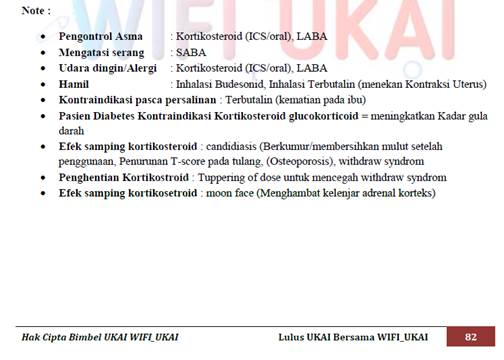 WIFI UKAI
Note :
• Pengontrol Asma : Kortikosteroid (ICS/oral), LABA
• Mengatasi serang : SABA
• Udara dingin/Alergi : Kortikosteroid (ICS/oral), LABA
• Hamil : Inhalasi Budesonid, Inhalasi Terbutalin (menekan Kontraksi Uterus)
• Kontraindikasi pasca persalinan : Terbutalin (kematian pada ibu)
• Pasien Diabetes Kontraindikasi Kortikosteroid glucokorticoid = meningkatkan Kadar gula
darah
• Efek samping kortikosteroid : candidiasis (Berkumur/membersihkan mulut setelah
penggunaan, Penurunan T-score pada tulang, (Osteoporosis), withdraw syndrom
• Penghentian Kortikostroid : Tuppering of dose untuk mencegah withdraw syndrom
• Efek samping kortikosetroid : moon face (Menghambat kelenjar adrenal korteks)
Hak Cipta Bimbel UKAI WIFI_UKAI Lulus UKAI Bersama WIFI_UKAI 82